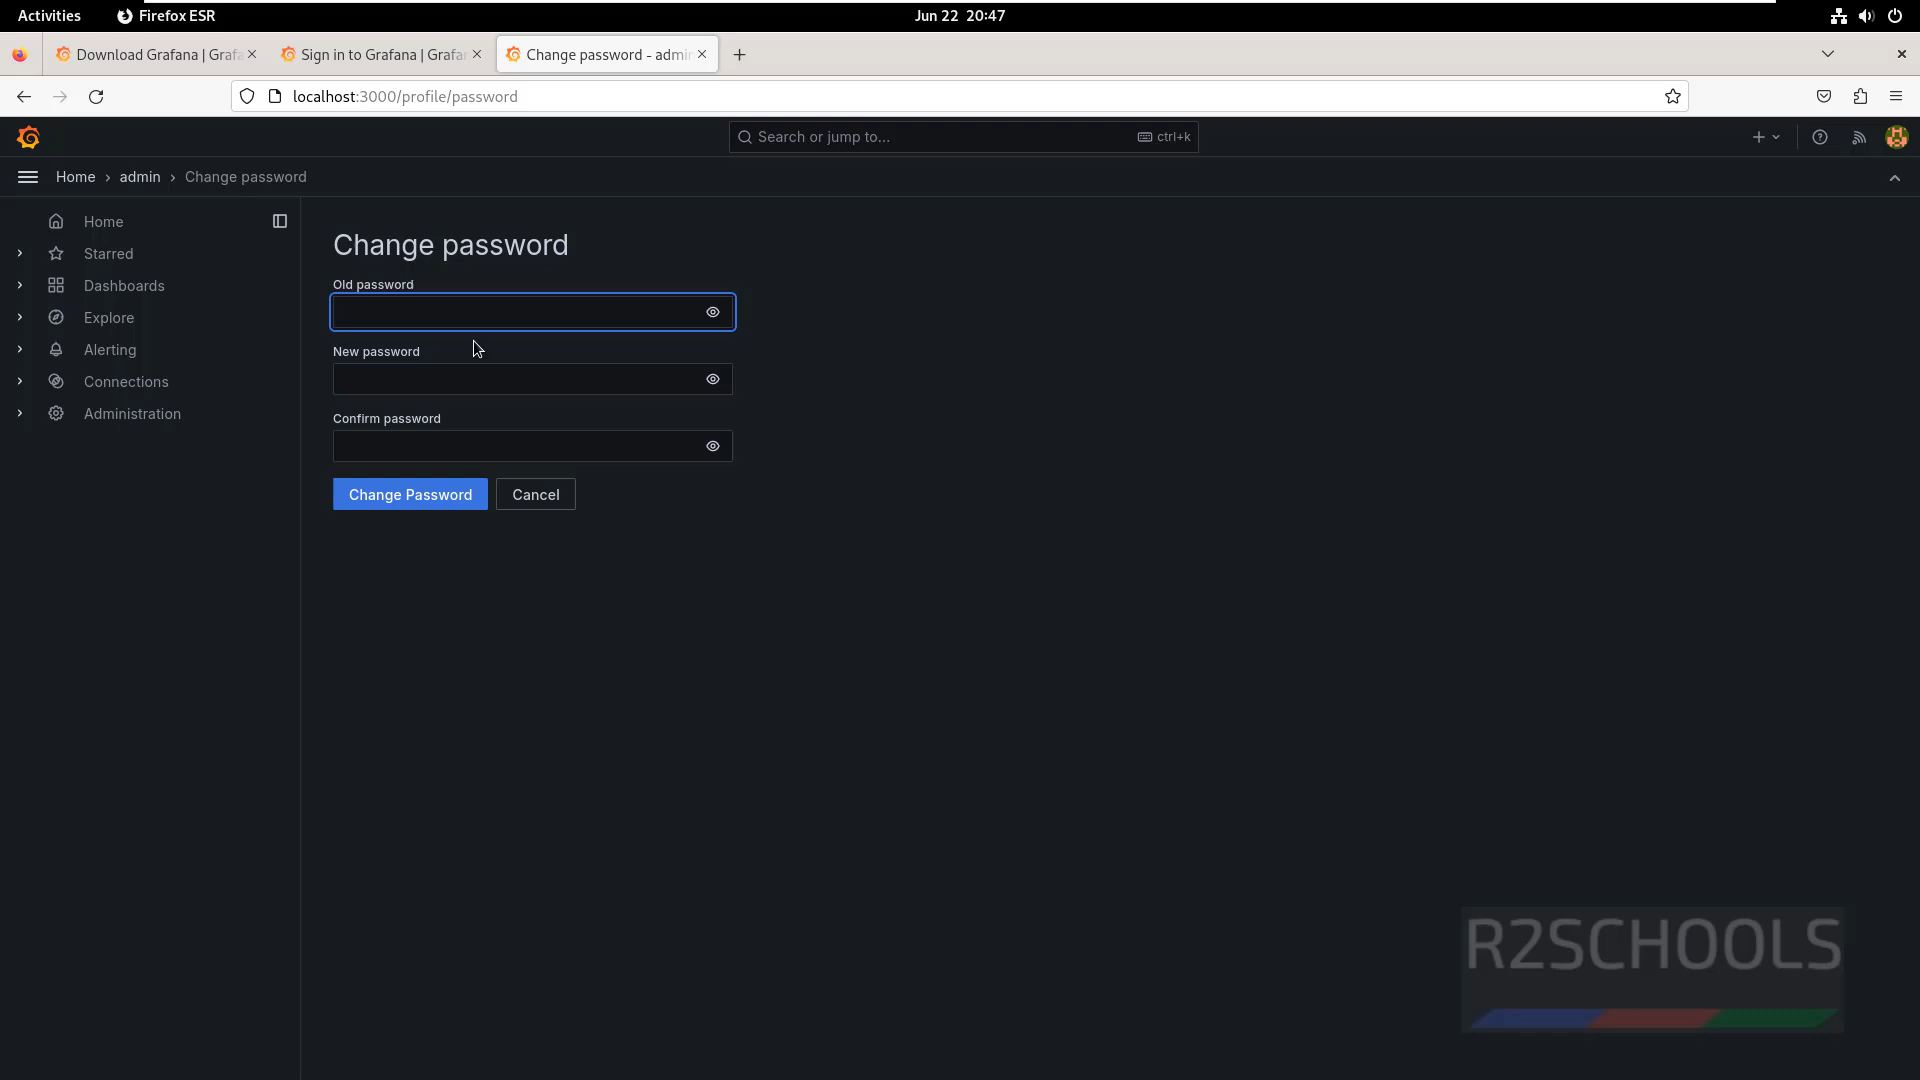 Activities Firefox ESR Jun 22 20:47
Download Grafana | Grafa Sign in to Grafana | Grafan Change password - admin
localhost:3000/profile/password
Search or jump to... ctrl+k
Home › admin › Change password
Home
Starred
Dashboards
Explore
Alerting
Connections
Administration
Change password
Old password
New password
Confirm password
Change Password Cancel
R2SCHOOLS